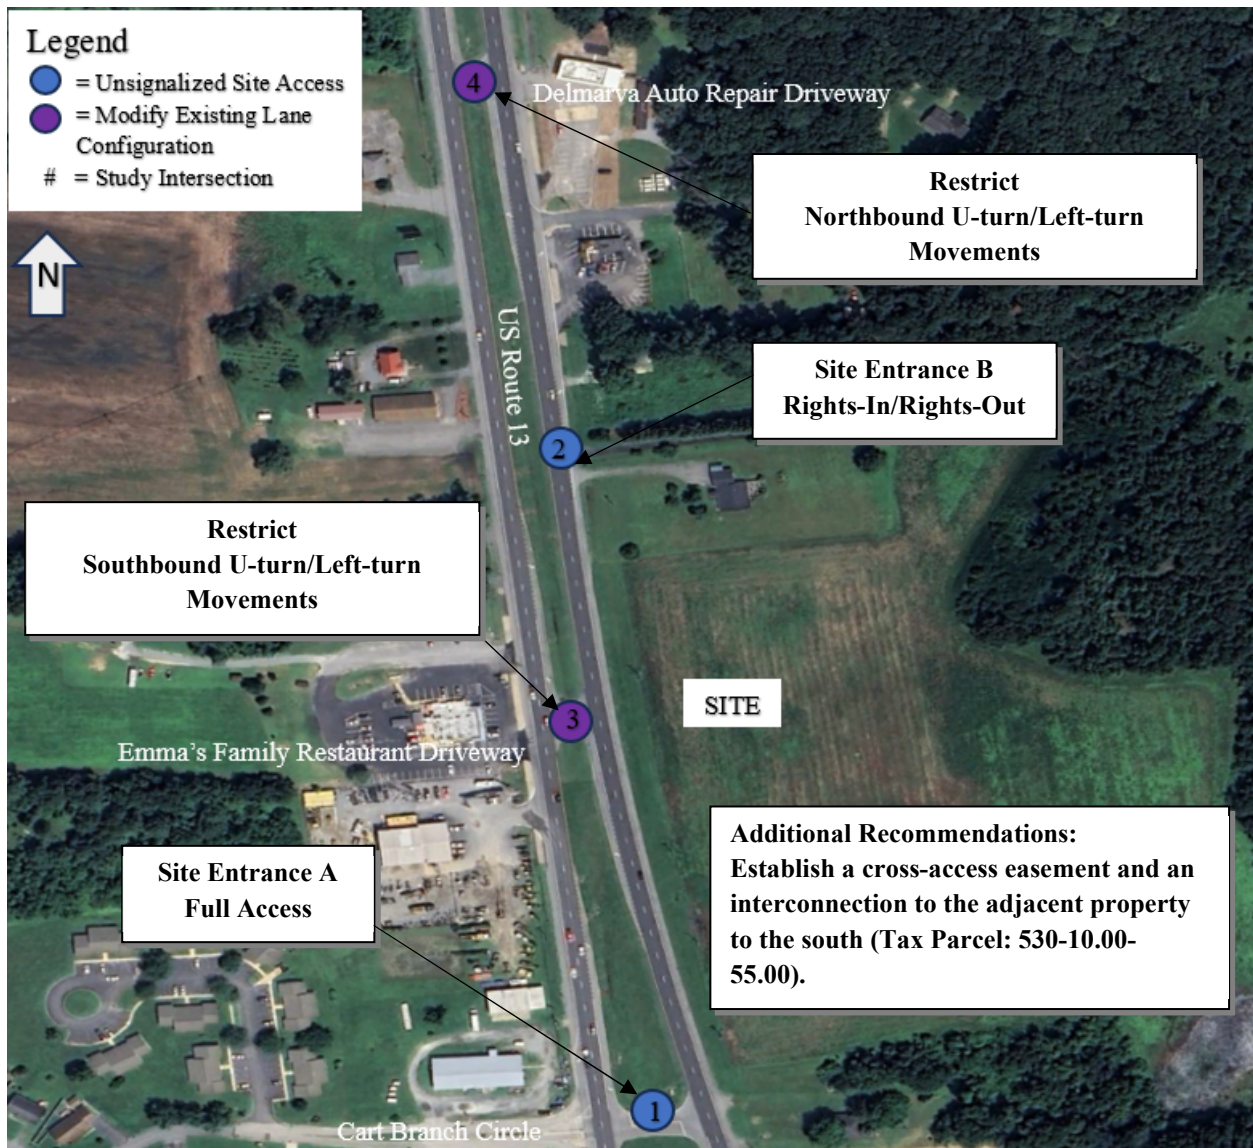 Legend
= Unsignalized Site Access
= Modify Existing Lane
Configuration
# = Study Intersection
N
4
Delmarva Auto Repair Driveway
Restrict
Northbound U-turn/Left-turn
Movements
US Route 13
Site Entrance B
Rights-In/Rights-Out
2
Restrict
Southbound U-turn/Left-turn
Movements
SITE
3
Emma's Family Restaurant Driveway
Additional Recommendations:
Establish a cross-access easement and an
interconnection to the adjacent property
to the south (Tax Parcel: 530-10.00-
55.00).
Site Entrance A
Full Access
1
Cart Branch Circle